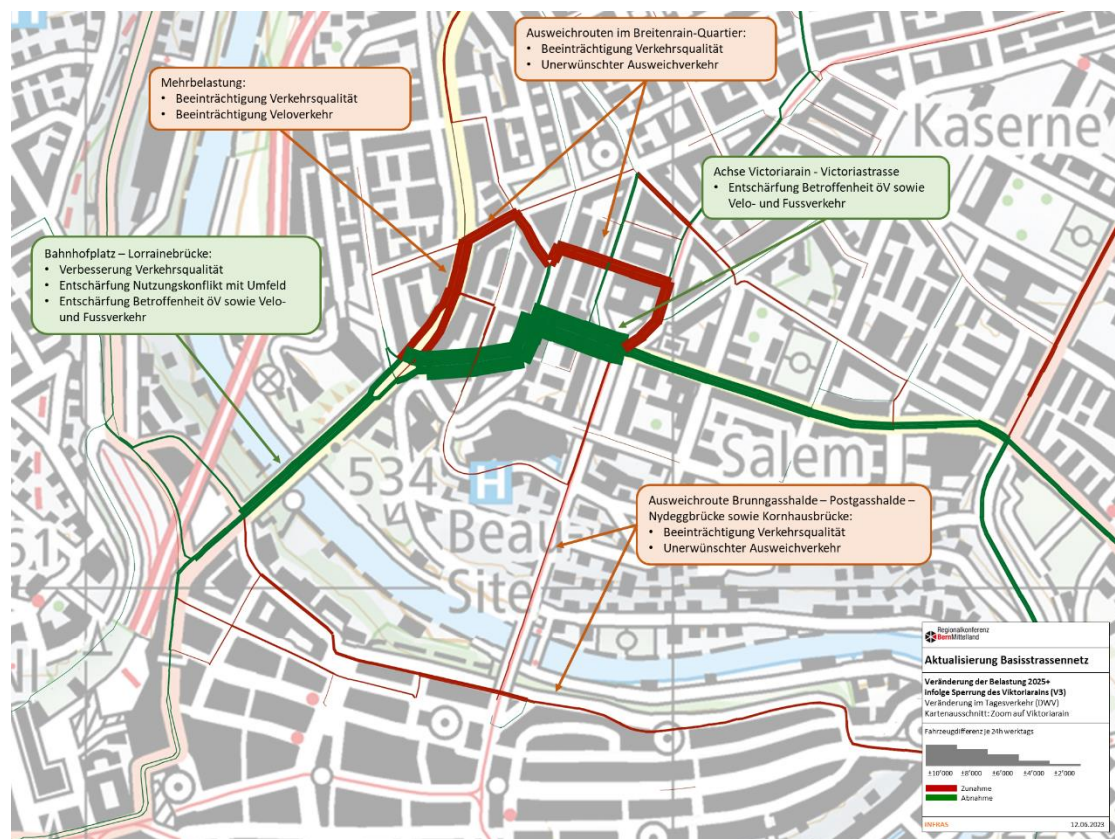 Ausweichrouten im Breitenrain-Quartier:
• Beeinträchtigung Verkehrsqualität
• Unerwünschter Ausweichverkehr
Mehrbelastung:
• Beeinträchtigung Verkehrsqualität
• Beeinträchtigung Veloverkehr
Kaserne
Achse Victoriarain - Victoriastrasse
• Entschärfung Betroffenheit öV sowie
Velo- und Fussverkehr
Bahnhofplatz – Lorrainebrücke:
• Verbesserung Verkehrsqualität
• Entschärfung Nutzungskonflikt mit Umfeld
• Entschärfung Betroffenheit öV sowie Velo-
und Fussverkehr
534
H
Salem
Beau-
Site
Ausweichroute Brunngasshalde – Postgasshalde –
Nydeggbrücke sowie Kornhausbrücke:
• Beeinträchtigung Verkehrsqualität
• Unerwünschter Ausweichverkehr
Regionalkonferenz
BernMittelland
Aktualisierung Basisstrassennetz
Veränderung der Belastung 2025+
infolge Sperrung des Viktoriarains (V3)
Veränderung im Tagesverkehr (DWV)
Kartenausschnitt: Zoom auf Viktoriarain
Fahrzeugdifferenz je 24h werktags
±10'000 ±8'000 ±6'000 ±4'000 ±2'000
Zunahme
Abnahme
INFRAS 12.06.2023